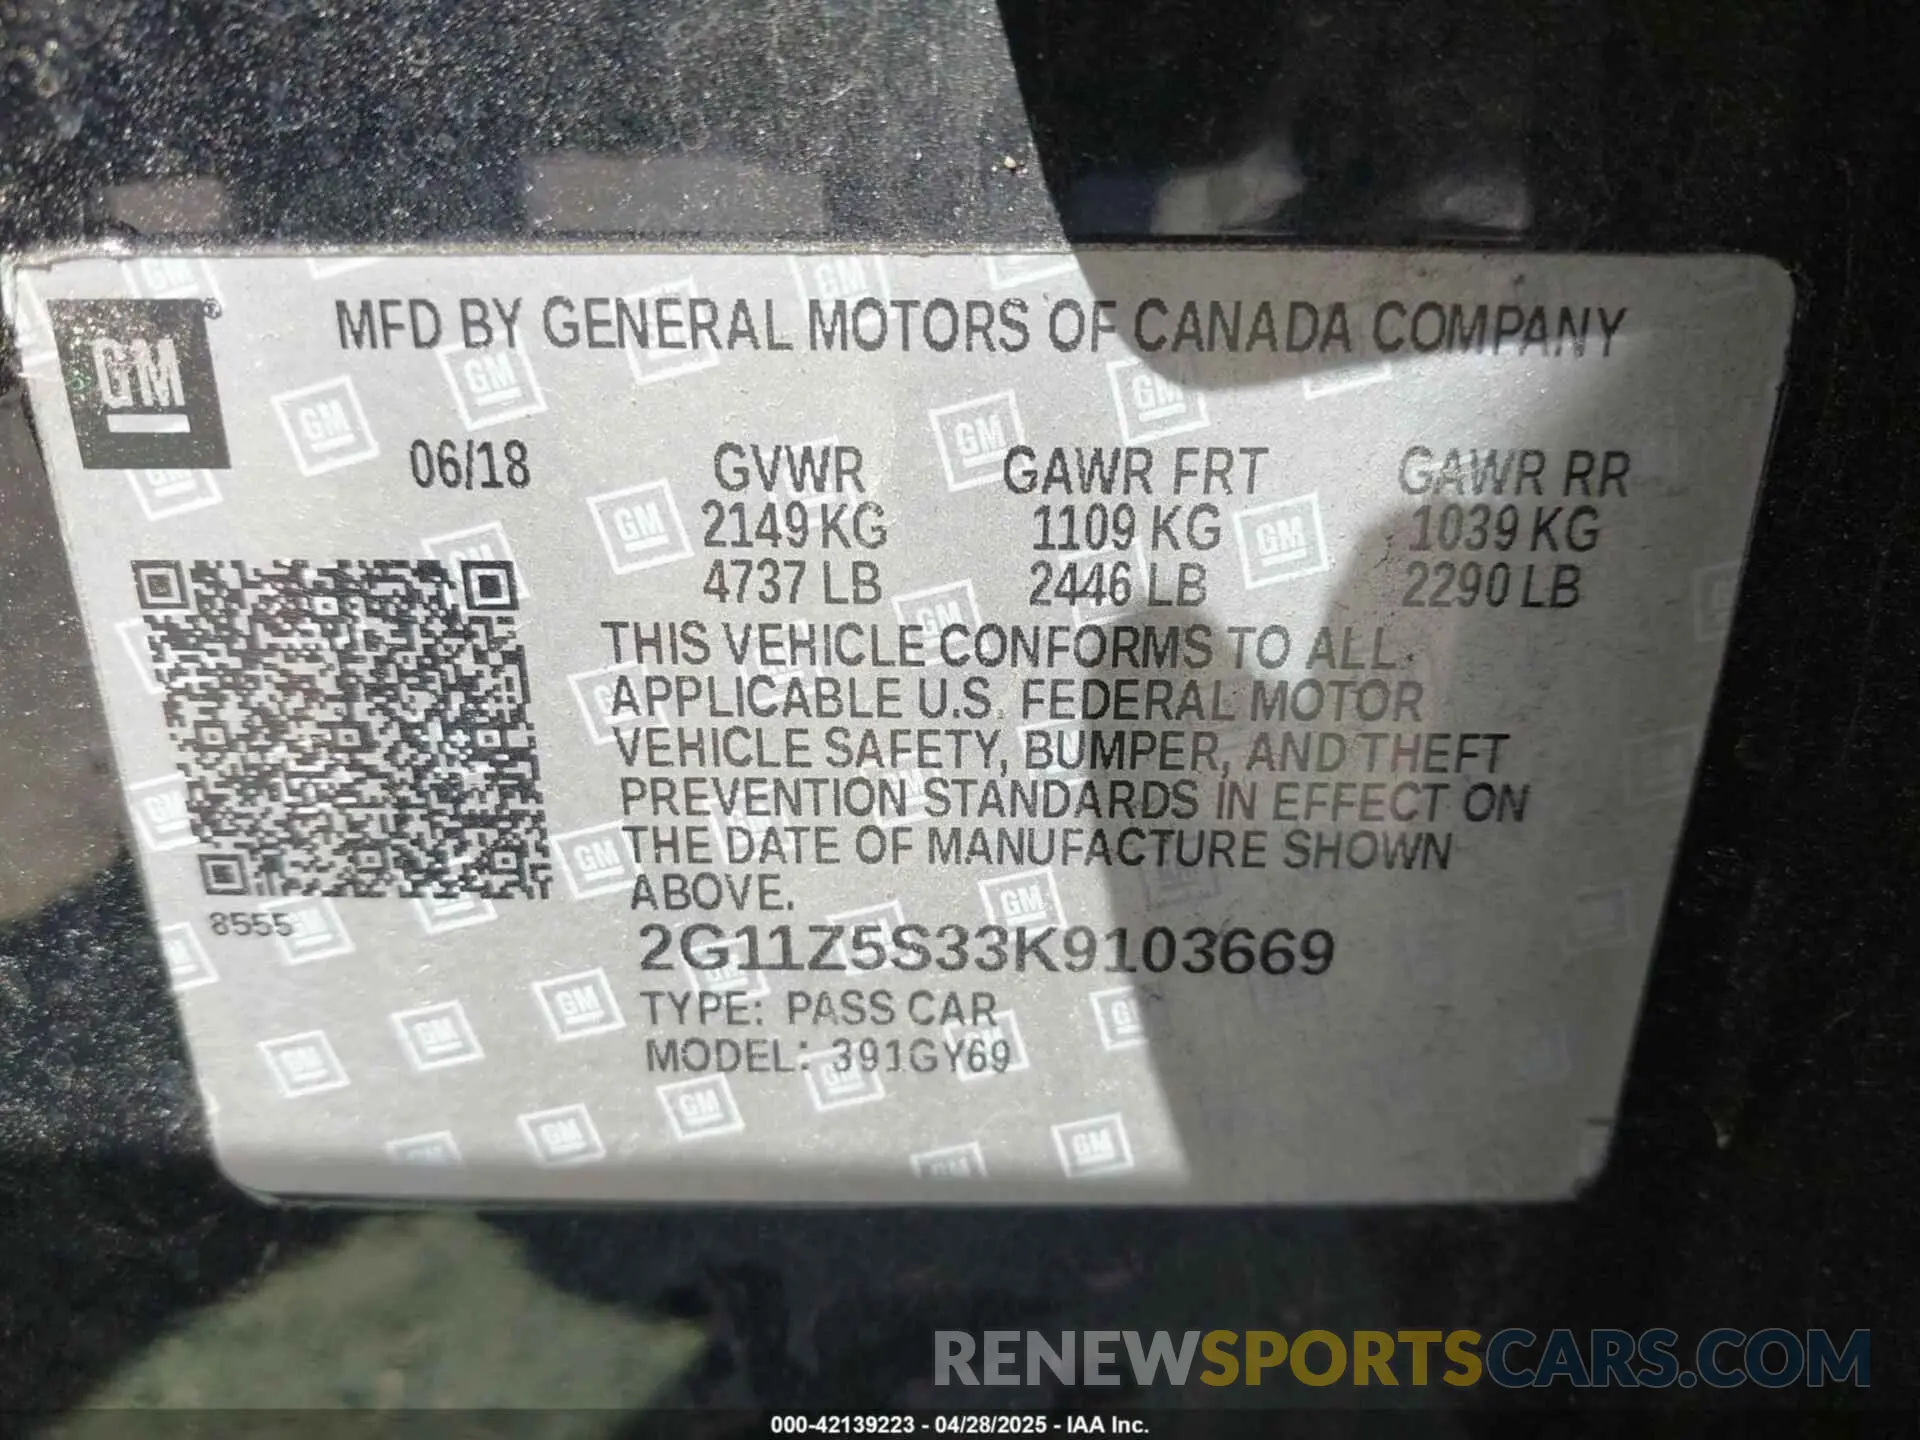 GM
MFD BY GENERAL MOTORS OF CANADA COMPANY
06/18 GVWR GAWR FRT GAWR RR
2149 KG 1109 KG 1039 KG
4737 LB 2446 LB 2290 LB
THIS VEHICLE CONFORMS TO ALL
APPLICABLE U.S. FEDERAL MOTOR
VEHICLE SAFETY, BUMPER, AND THEFT
PREVENTION STANDARDS IN EFFECT ON
THE DATE OF MANUFACTURE SHOWN
ABOVE.
8555
2G11Z5S33K9103669
TYPE: PASS CAR
MODEL: 391GY69
RENEWSPORTSCARS.COM
000-42139223 - 04/28/2025 - IAA Inc.